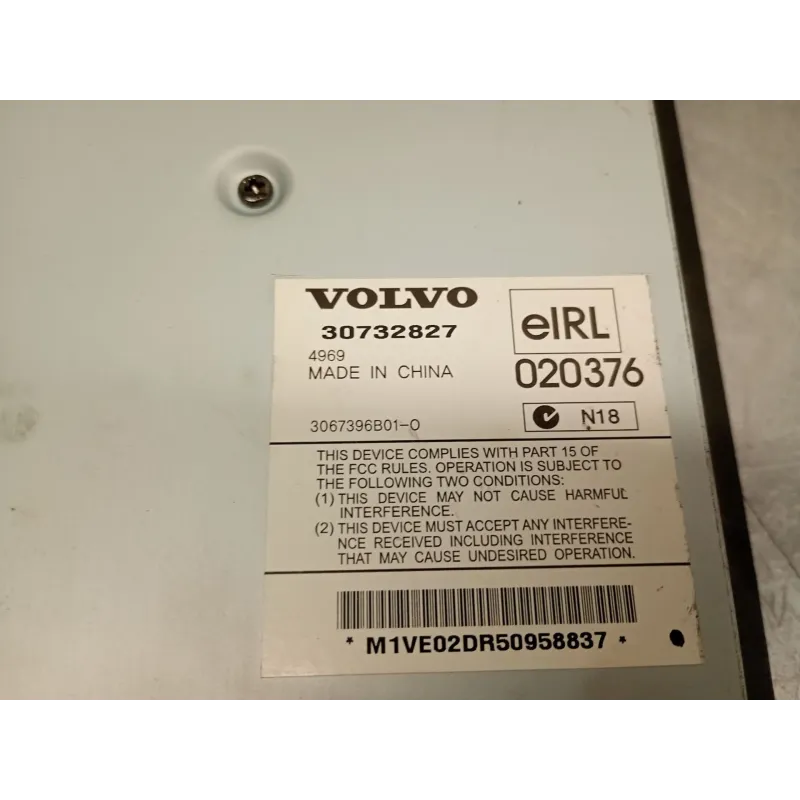 VOLVO
30732827
4969
MADE IN CHINA
3067396B01-O
eIRL
020376
N18
THIS DEVICE COMPLIES WITH PART 15 OF
THE FCC RULES. OPERATION IS SUBJECT TO
THE FOLLOWING TWO CONDITIONS:
(1) THIS DEVICE MAY NOT CAUSE HARMFUL
INTERFERENCE.
(2) THIS DEVICE MUST ACCEPT ANY INTERFERE-
NCE RECEIVED INCLUDING INTERFERENCE
THAT MAY CAUSE UNDESIRED OPERATION.
* M1VE02DR50958837 *